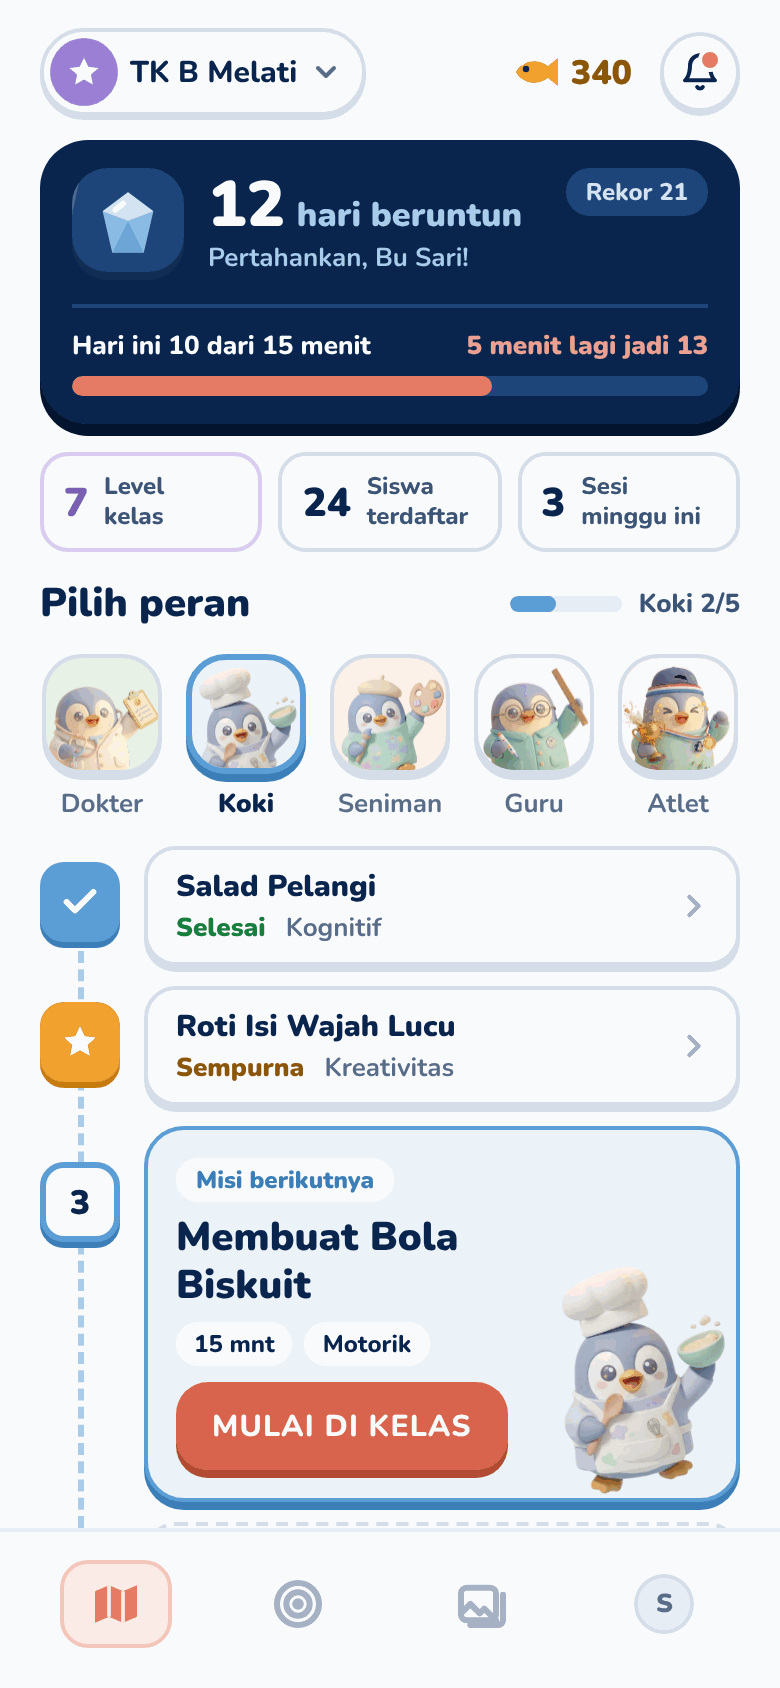 TK B Melati
340
12 hari beruntun
Rekor 21
Pertahankan, Bu Sari!
Hari ini 10 dari 15 menit
5 menit lagi jadi 13
7
Level
kelas
24
Siswa
terdaftar
3
Sesi
minggu ini
Pilih peran
Koki 2/5
Dokter
Koki
Seniman
Guru
Atlet
Salad Pelangi
Selesai Kognitif
Roti Isi Wajah Lucu
Sempurna Kreativitas
3
Misi berikutnya
Membuat Bola
Biskuit
15 mnt
Motorik
MULAI DI KELAS
S